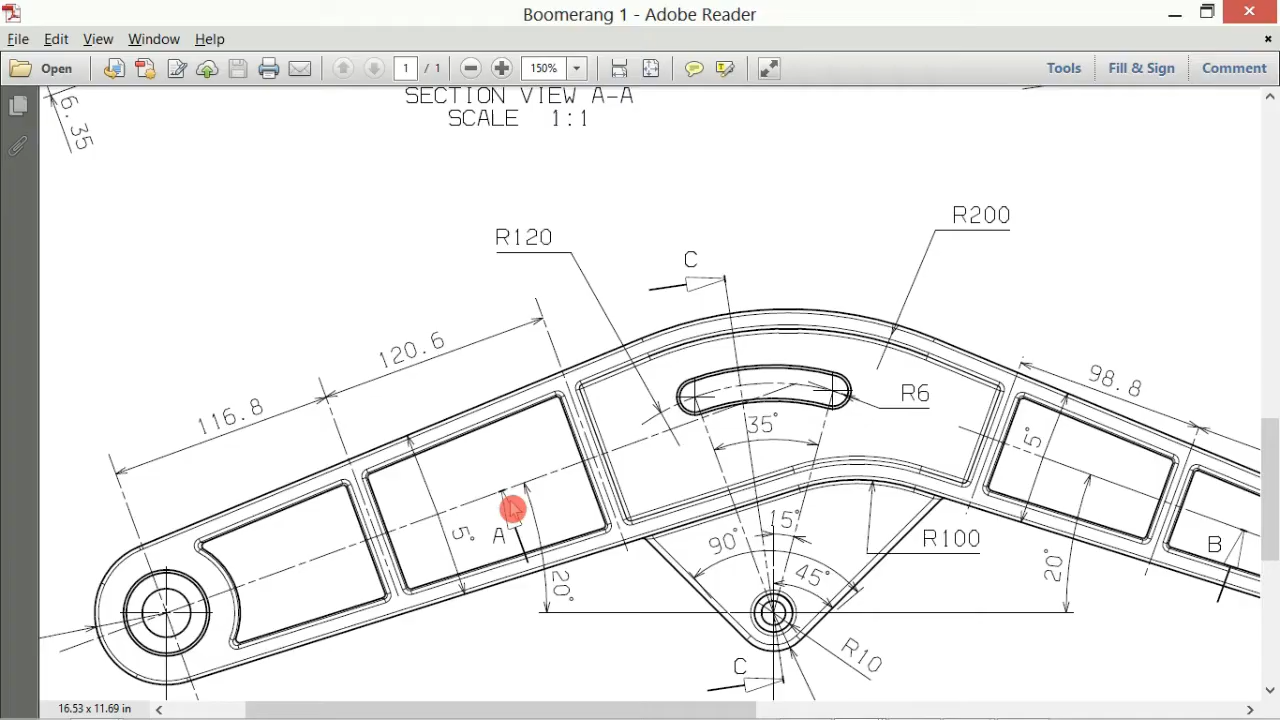 Boomerang 1 - Adobe Reader
File Edit View Window Help
Open 1 / 1 150% Tools Fill & Sign Comment
16.35
SECTION VIEW A-A
SCALE 1:1
R200
R120
C
120.6
98.8
R6
116.8
35°
5°
5°
A
15°
90°
R100
B
20°
45°
20°
R10
C
16.53 x 11.69 in